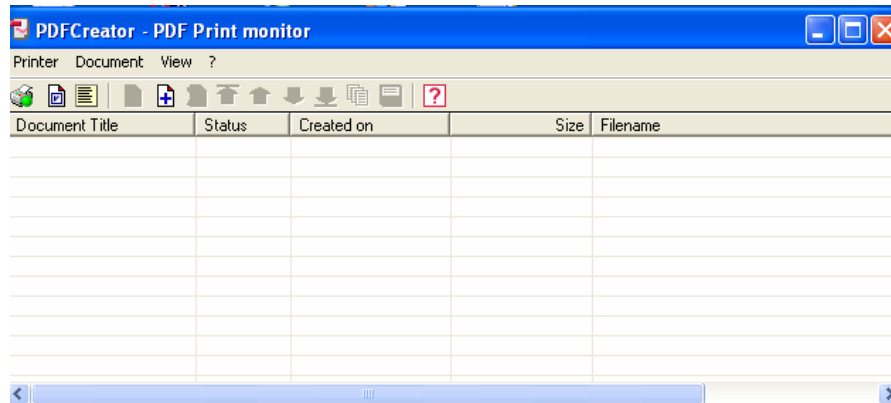 PDFCreator - PDF Print monitor
Printer Document View ?
Document Title Status Created on Size Filename